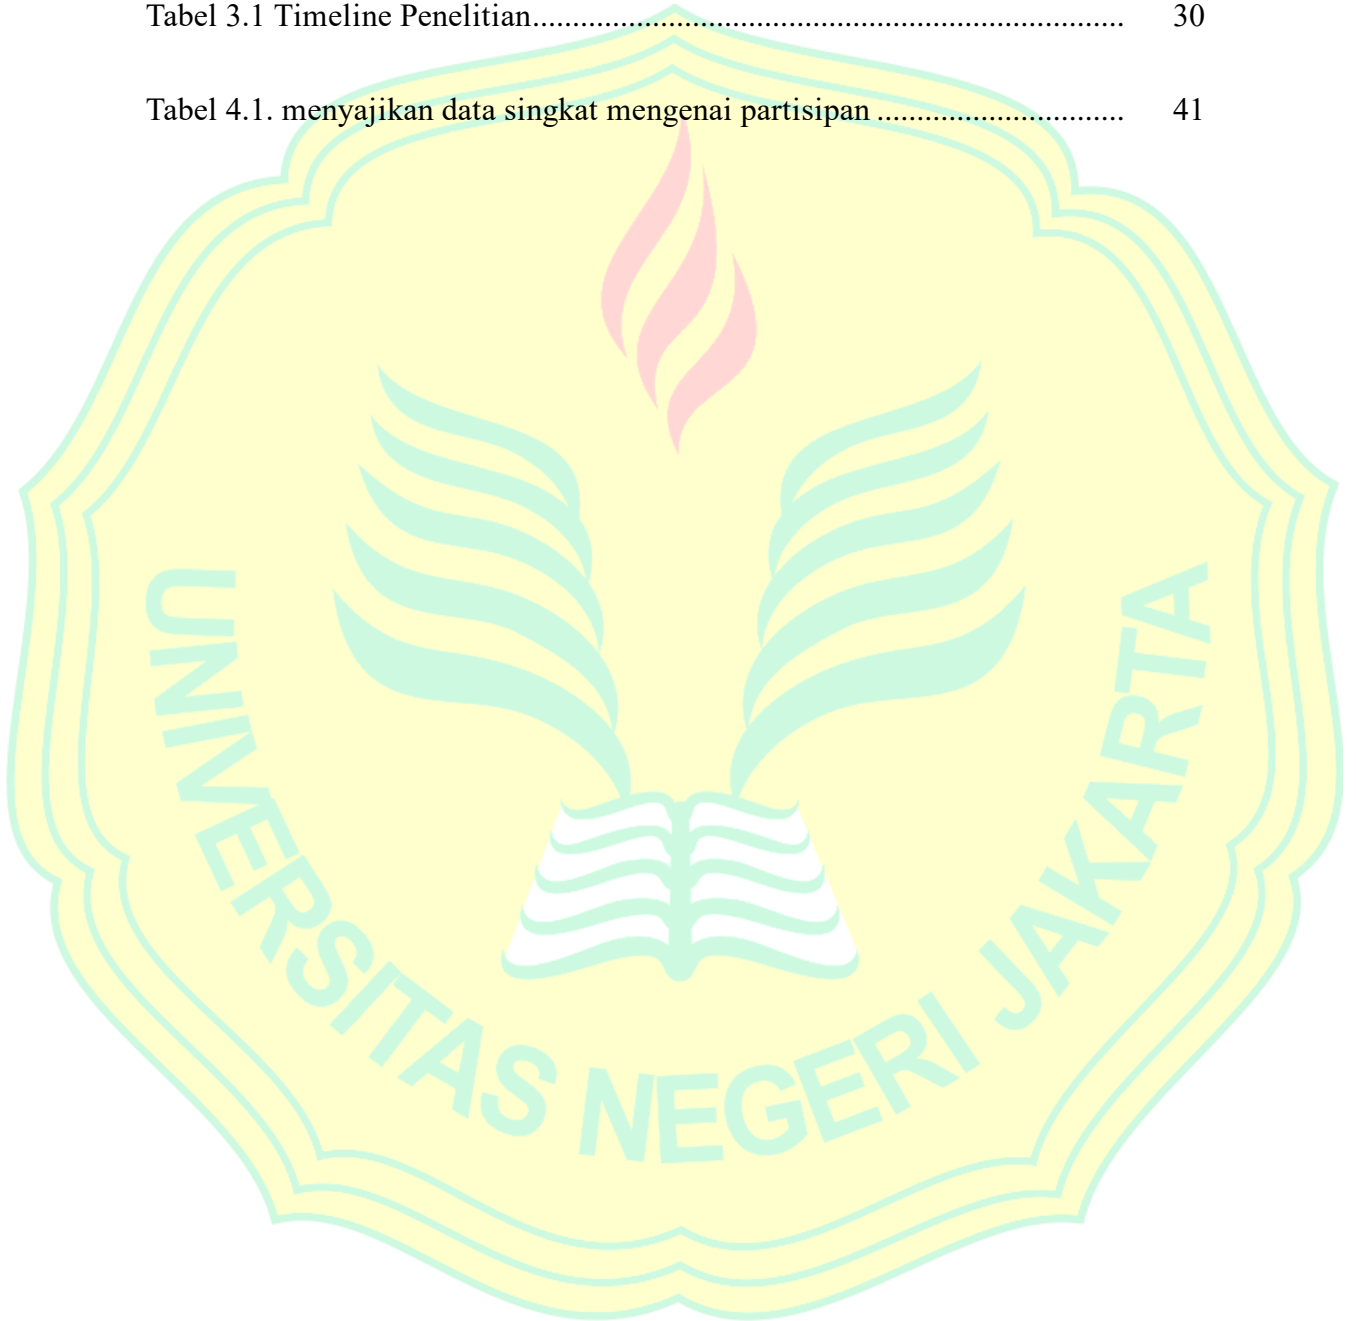 Tabel 3.1 Timeline Penelitian........................................................................... 30
Tabel 4.1. menyajikan data singkat mengenai partisipan ............................... 41
UNIVERSITAS NEGERI JAKARTA